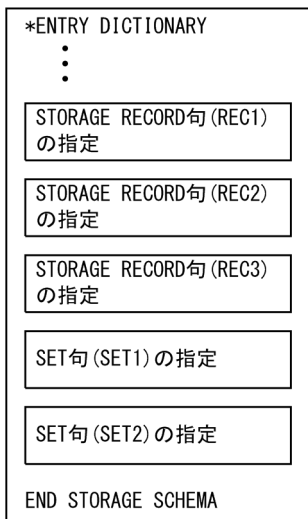 *ENTRY DICTIONARY
•
•
•
STORAGE RECORD句(REC1)
の指定
STORAGE RECORD句(REC2)
の指定
STORAGE RECORD句(REC3)
の指定
SET句(SET1)の指定
SET句(SET2)の指定
END STORAGE SCHEMA